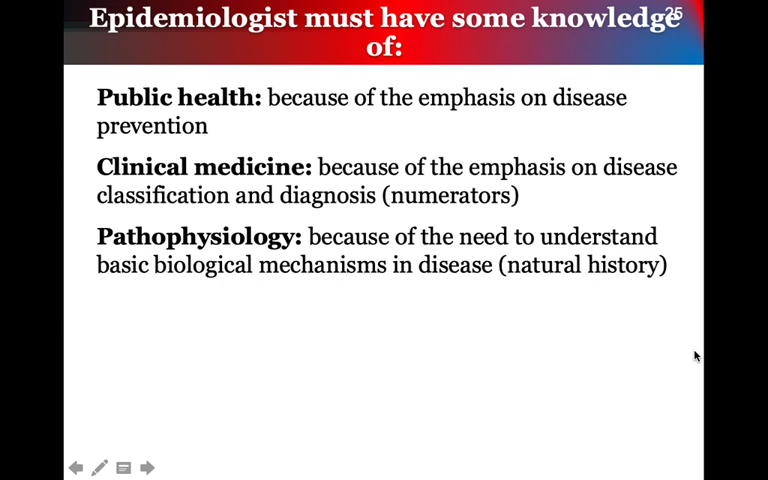 25
Epidemiologist must have some knowledge
of:
Public health: because of the emphasis on disease
prevention
Clinical medicine: because of the emphasis on disease
classification and diagnosis (numerators)
Pathophysiology: because of the need to understand
basic biological mechanisms in disease (natural history)